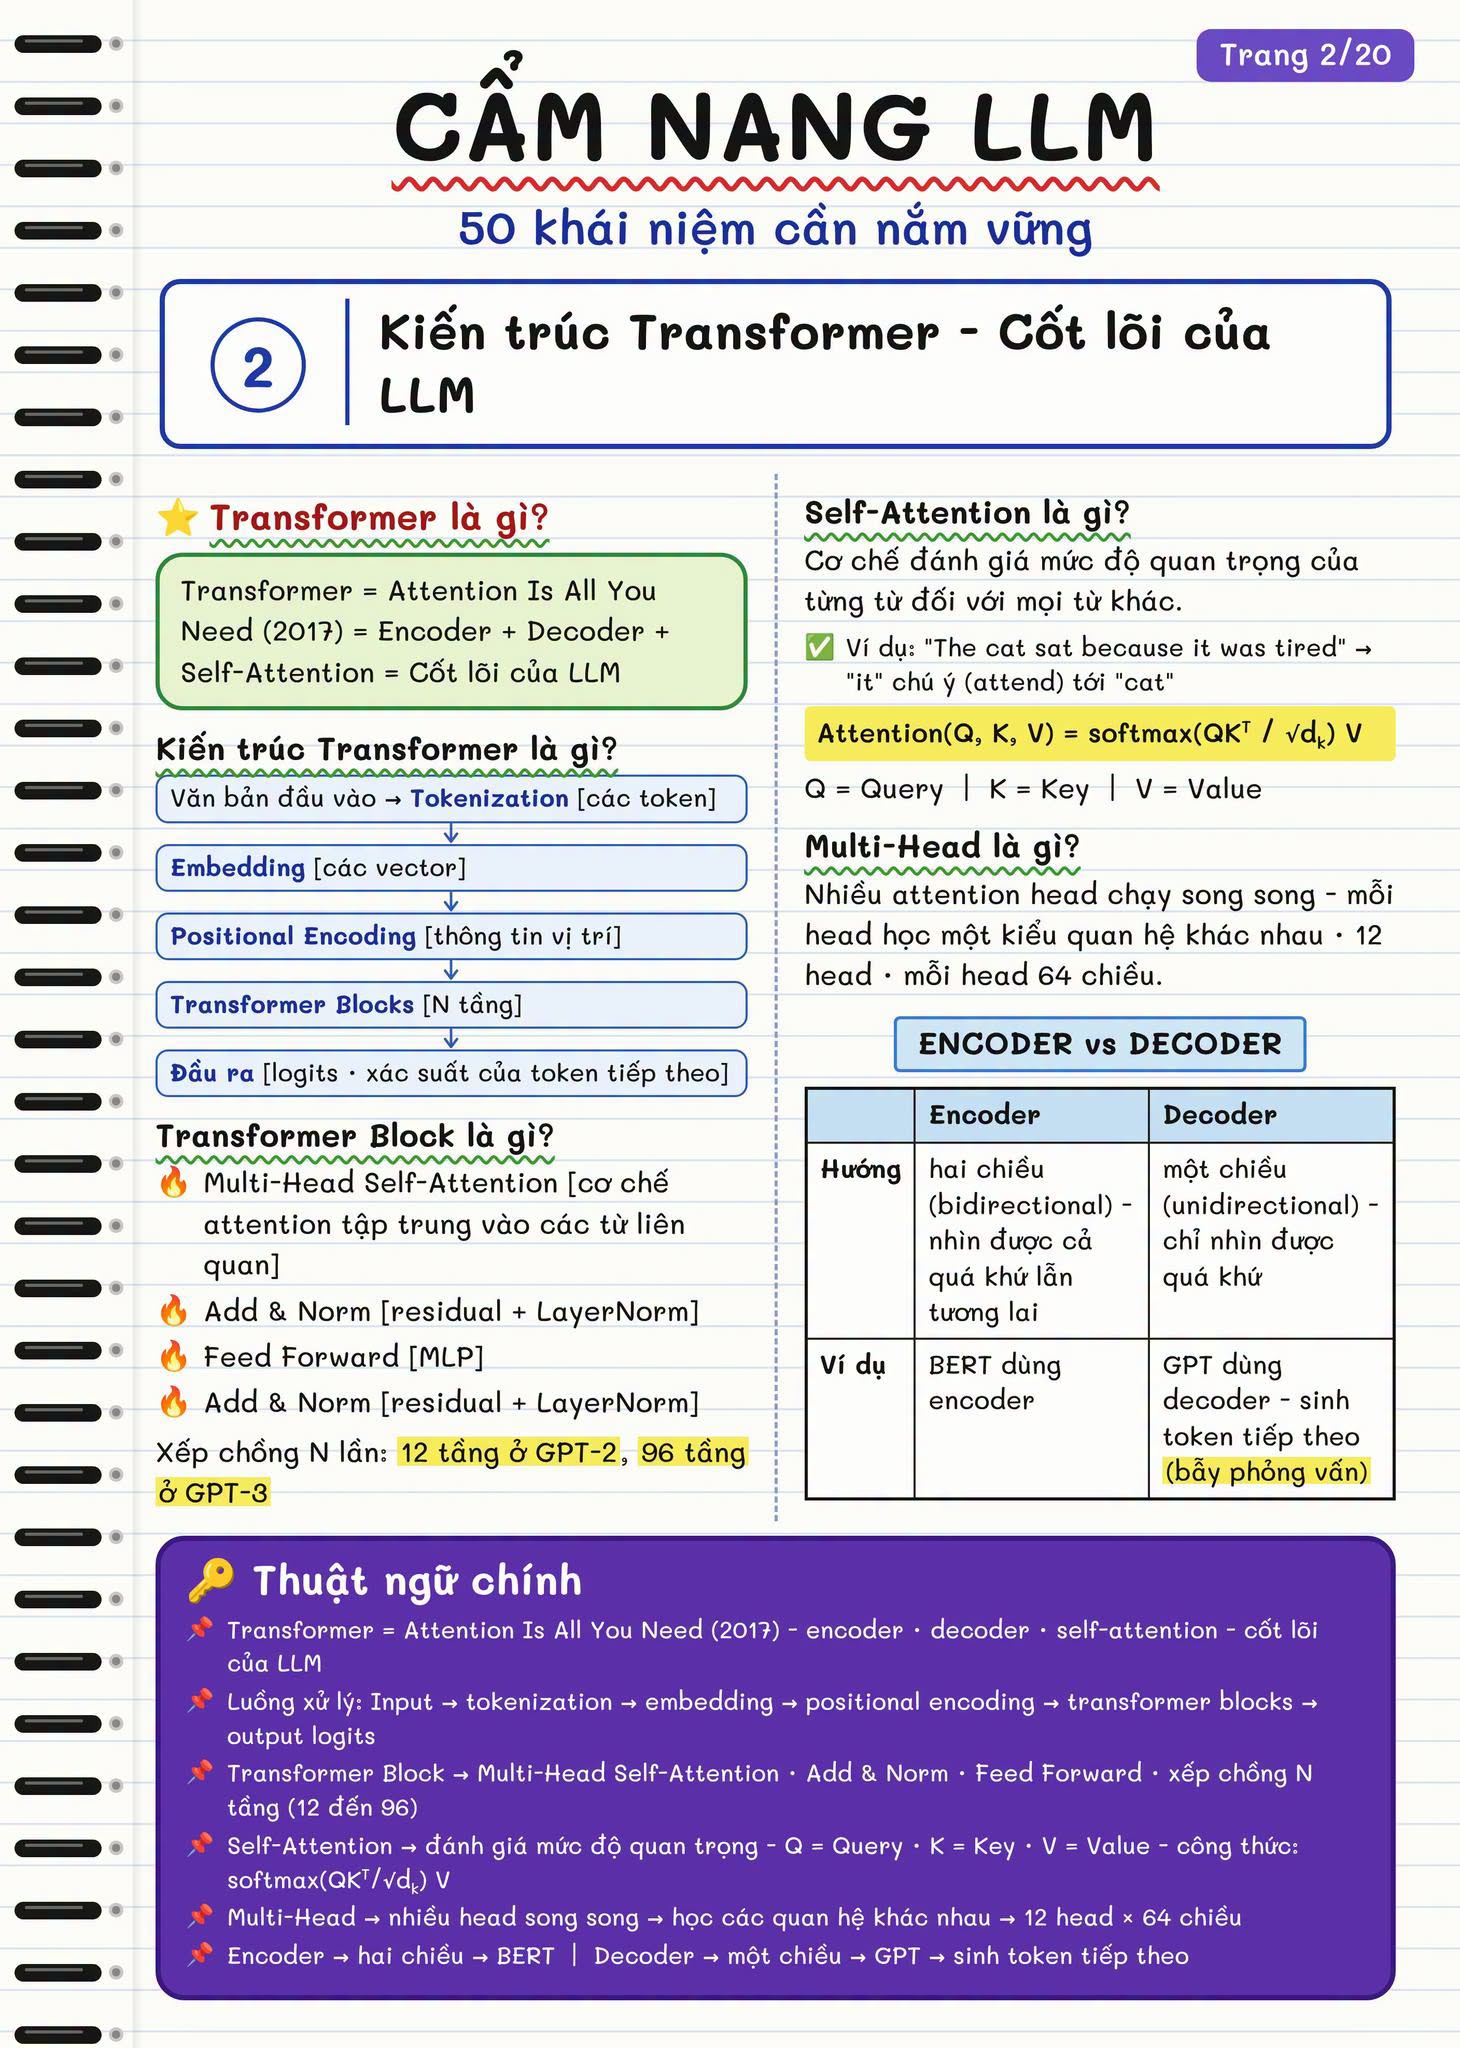 Trang 2/20
CẨM NANG LLM
50 khái niệm cần nắm vững
2
Kiến trúc Transformer - Cốt lõi của
LLM
⭐ Transformer là gì?
Transformer = Attention Is All You
Need (2017) = Encoder + Decoder +
Self-Attention = Cốt lõi của LLM
Kiến trúc Transformer là gì?
Văn bản đầu vào → Tokenization [các token]
↓
Embedding [các vector]
↓
Positional Encoding [thông tin vị trí]
↓
Transformer Blocks [N tầng]
↓
Đầu ra [logits · xác suất của token tiếp theo]
Transformer Block là gì?
🔥 Multi-Head Self-Attention [cơ chế
attention tập trung vào các từ liên
quan]
🔥 Add & Norm [residual + LayerNorm]
🔥 Feed Forward [MLP]
🔥 Add & Norm [residual + LayerNorm]
Xếp chồng N lần: 12 tầng ở GPT-2, 96 tầng
ở GPT-3
Self-Attention là gì?
Cơ chế đánh giá mức độ quan trọng của
từng từ đối với mọi từ khác.
✅ Ví dụ: "The cat sat because it was tired" →
"it" chú ý (attend) tới "cat"
Attention(Q, K, V) = softmax(QKᵀ / √dₖ) V
Q = Query | K = Key | V = Value
Multi-Head là gì?
Nhiều attention head chạy song song - mỗi
head học một kiểu quan hệ khác nhau · 12
head · mỗi head 64 chiều.
ENCODER vs DECODER
Encoder
Decoder
Hướng
hai chiều
(bidirectional) -
nhìn được cả
quá khứ lẫn
tương lai
một chiều
(unidirectional) -
chỉ nhìn được
quá khứ
Ví dụ
BERT dùng
encoder
GPT dùng
decoder - sinh
token tiếp theo
(bẫy phỏng vấn)
🔑 Thuật ngữ chính
📌 Transformer = Attention Is All You Need (2017) - encoder · decoder · self-attention - cốt lõi
của LLM
📌 Luồng xử lý: Input → tokenization → embedding → positional encoding → transformer blocks →
output logits
📌 Transformer Block → Multi-Head Self-Attention · Add & Norm · Feed Forward · xếp chồng N
tầng (12 đến 96)
📌 Self-Attention → đánh giá mức độ quan trọng - Q = Query · K = Key · V = Value - công thức:
softmax(QKᵀ/√dₖ) V
📌 Multi-Head → nhiều head song song → học các quan hệ khác nhau → 12 head × 64 chiều
📌 Encoder → hai chiều → BERT | Decoder → một chiều → GPT → sinh token tiếp theo